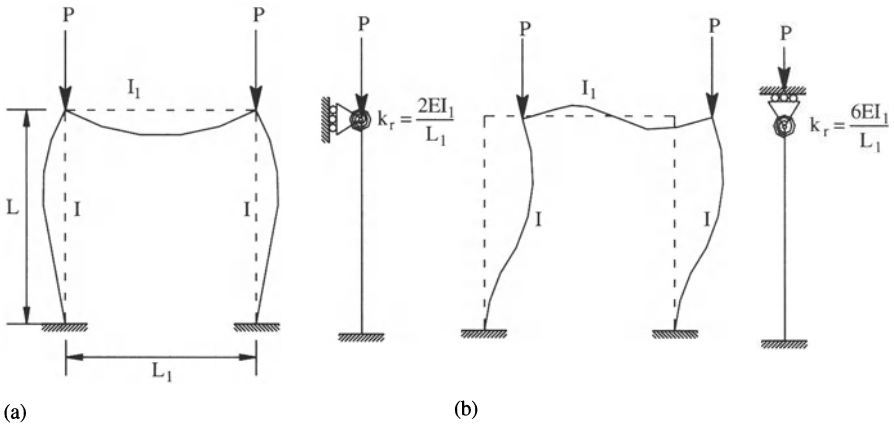 P
P
I₁
L
I
I
L₁
kᵣ = 2EI₁ / L₁
P
(a)
P
P
I₁
I
I
P
kᵣ = 6EI₁ / L₁
(b)